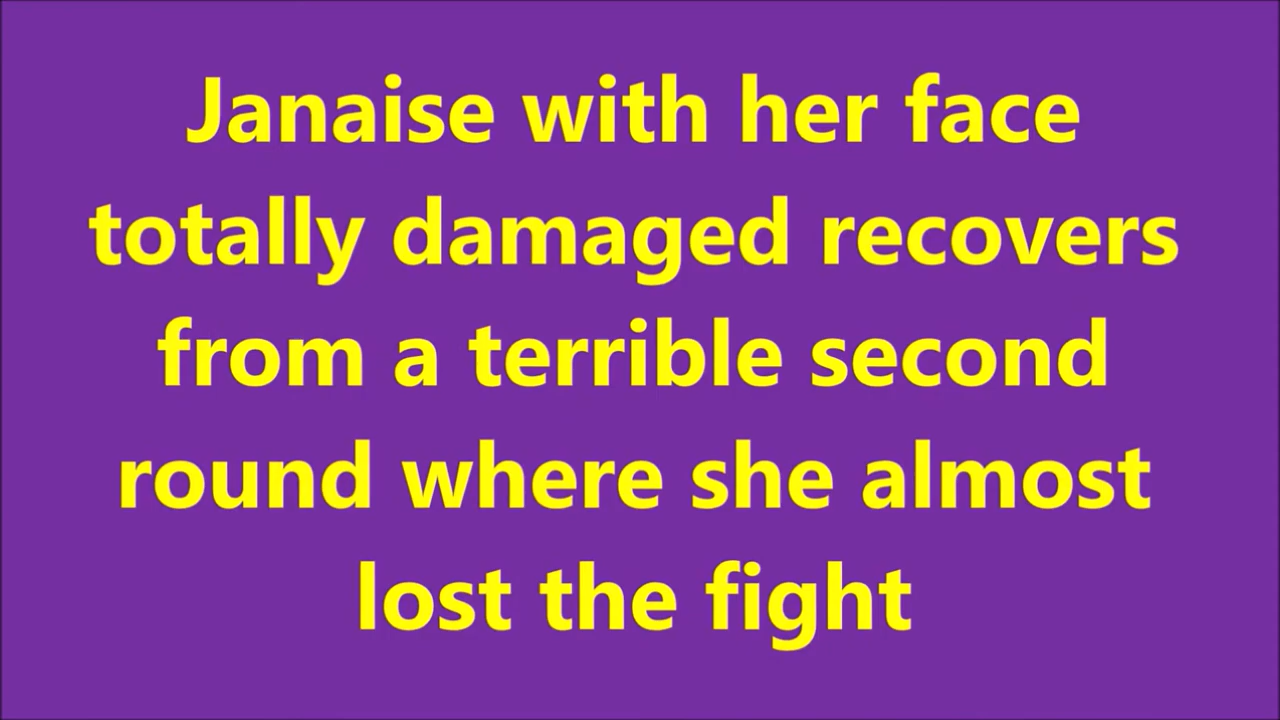 Janaise with her face
totally damaged recovers
from a terrible second
round where she almost
lost the fight